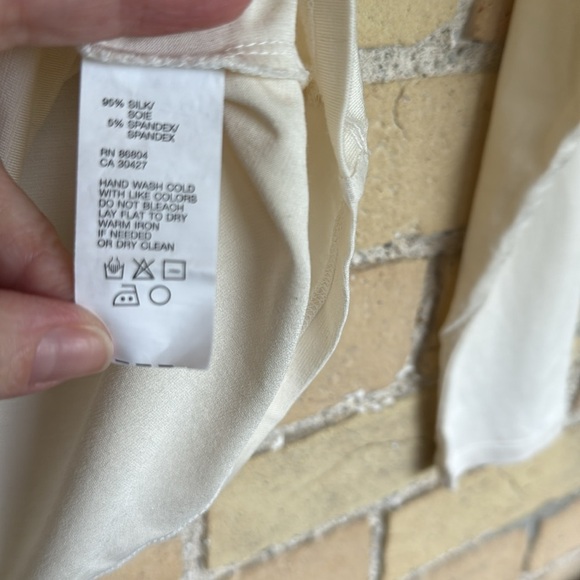 95% SILK/
SOIE
5% SPANDEX/
SPANDEX
RN 86804
CA 30427
HAND WASH COLD
WITH LIKE COLORS
DO NOT BLEACH
LAY FLAT TO DRY
WARM IRON
IF NEEDED
OR DRY CLEAN